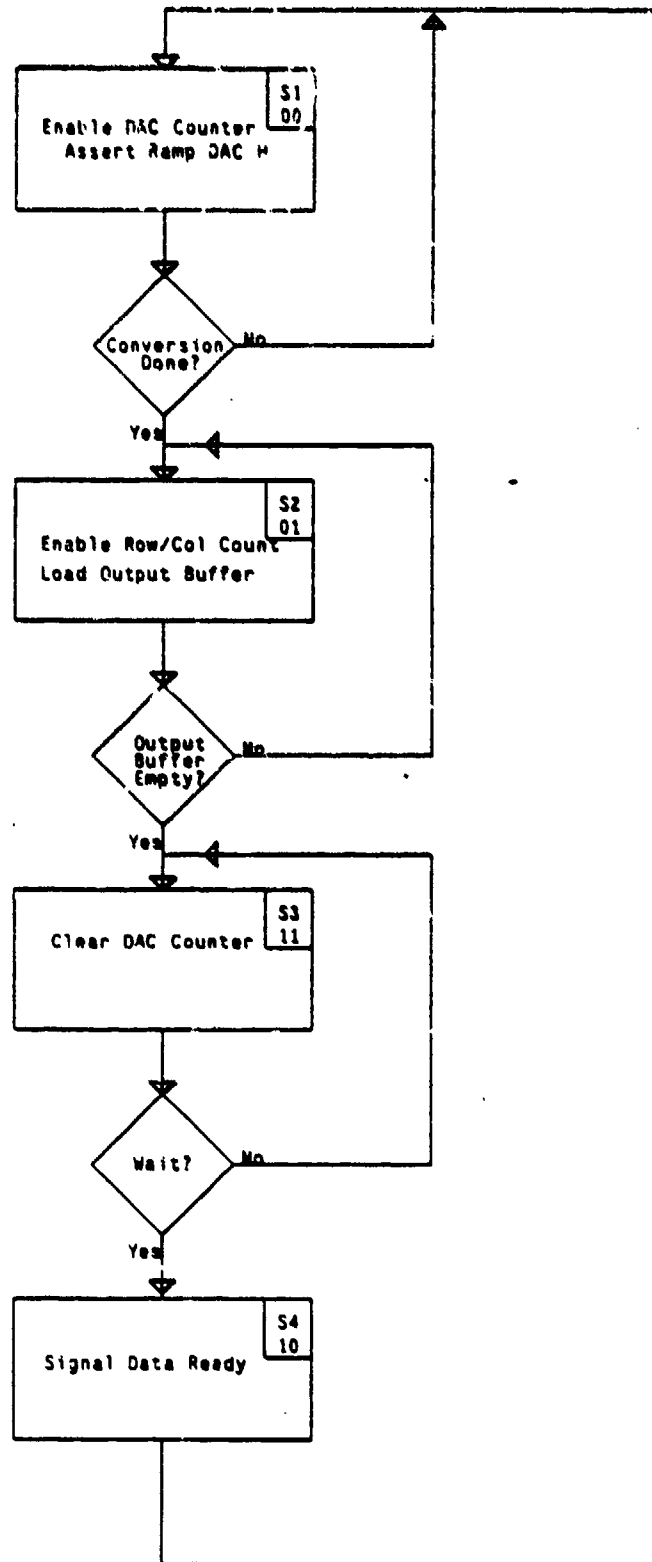 S1
00
Enable DAC Counter
Assert Ramp DAC H
Conversion
Done?
No
Yes
S2
01
Enable Row/Col Count
Load Output Buffer
Output
Buffer
Empty?
No
Yes
S3
11
Clear DAC Counter
Wait?
No
Yes
S4
10
Signal Data Ready